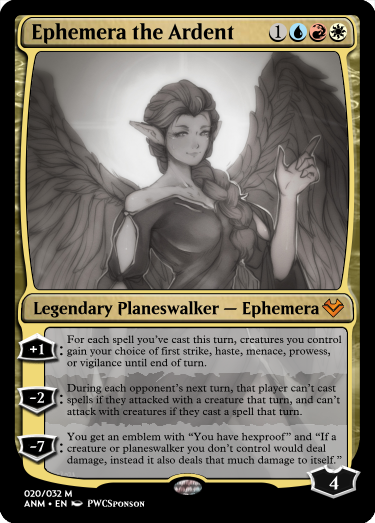 Ephemera the Ardent 1
Legendary Planeswalker — Ephemera
+1: For each spell you've cast this turn, creatures you control
gain your choice of first strike, haste, menace, prowess,
or vigilance until end of turn.
-2: During each opponent's next turn, that player can't cast
spells if they attacked with a creature that turn, and can't
attack with creatures if they cast a spell that turn.
-7: You get an emblem with “You have hexproof” and “If a
creature or planeswalker you don't control would deal
damage, instead it also deals that much damage to itself.”
4
020/032 M
ANM • EN PWCSponson